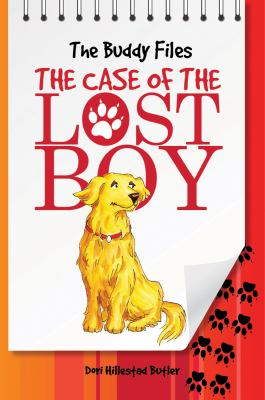 The Buddy Files
THE CASE OF THE
LOST
BOY
Dori Hillestad Butler